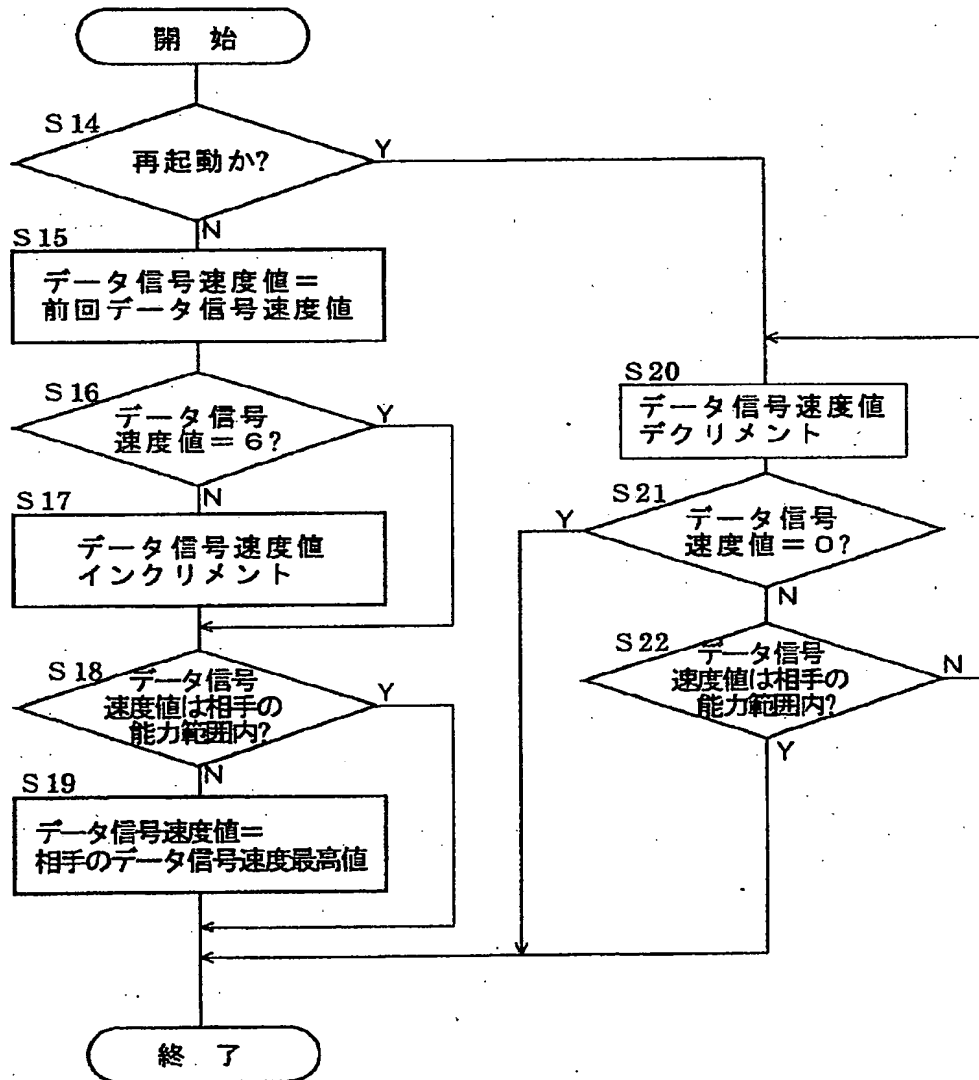 開 始
S14
再起動か?
Y
N
S15
データ信号速度値=
前回データ信号速度値
S16
データ信号
速度値=6?
Y
N
S17
データ信号速度値
インクリメント
S18
データ信号
速度値は相手の
能力範囲内?
Y
N
S19
データ信号速度値=
相手のデータ信号速度最高値
S20
データ信号速度値
デクリメント
S21
データ信号
速度値=0?
Y
N
S22
データ信号
速度値は相手の
能力範囲内?
N
Y
終 了